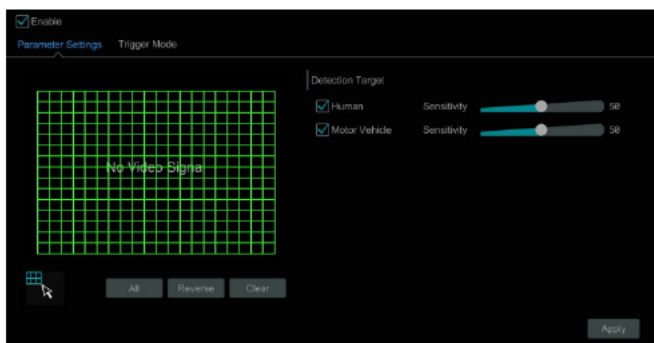 Enable
Parameter Settings Trigger Mode
Detection Target
Human Sensitivity 50
Motor Vehicle Sensitivity 50
No Video Signa
All Reverse Clear
Apply